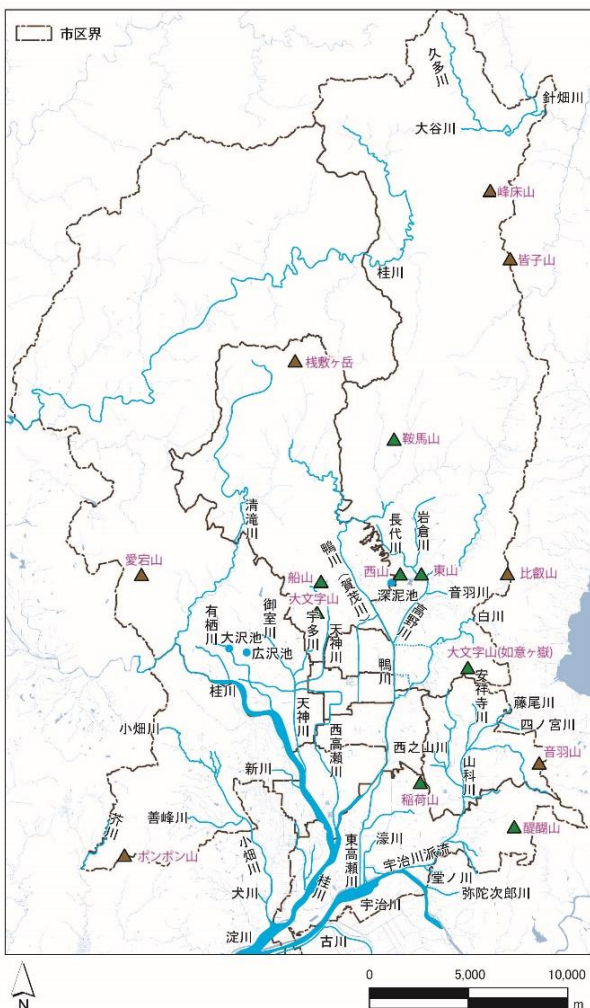 市区界
久多川
針畑川
大谷川
峰床山
皆子山
桂川
桟敷ヶ岳
鞍馬山
清滝川
長代川
岩倉川
鴨川（賀茂川）
愛宕山
船山
西山
東山
比叡山
深泥池
大文字山
音羽川
有栖川
御室川
宇多川
天神川
高野川
白川
大沢池
広沢池
鴨川
大文字山(如意ヶ嶽)
安祥寺川
桂川
藤尾川
天神川
四ノ宮川
小畑川
西高瀬川
西之山川
山科川
音羽山
新川
稲荷山
芥川
善峰川
小畑川
東高瀬川
濠川
醍醐山
ポンポン山
宇治川派流
堂ノ川
犬川
桂川
弥陀次郎川
宇治川
淀川
古川
N
0 5,000 10,000
m